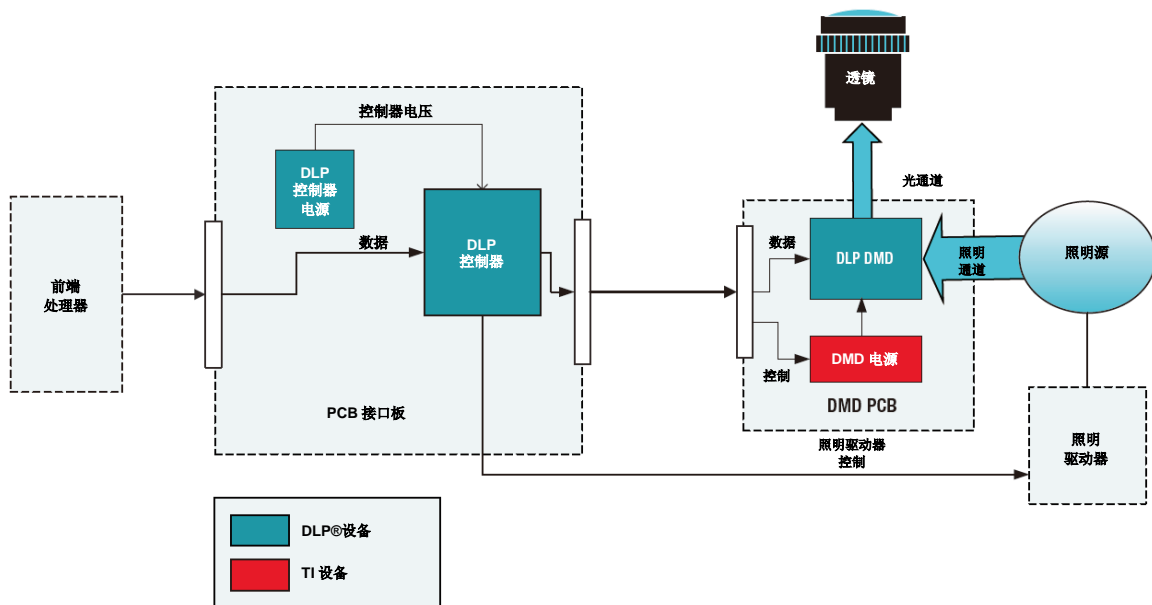 透镜
控制器电压
DLP
控制器
电源
光通道
数据
DLP
控制器
数据
DLP DMD
照明
通道
照明源
前端
处理器
控制
DMD 电源
DMD PCB
PCB 接口板
照明驱动器
控制
照明
驱动器
DLP®设备
TI 设备